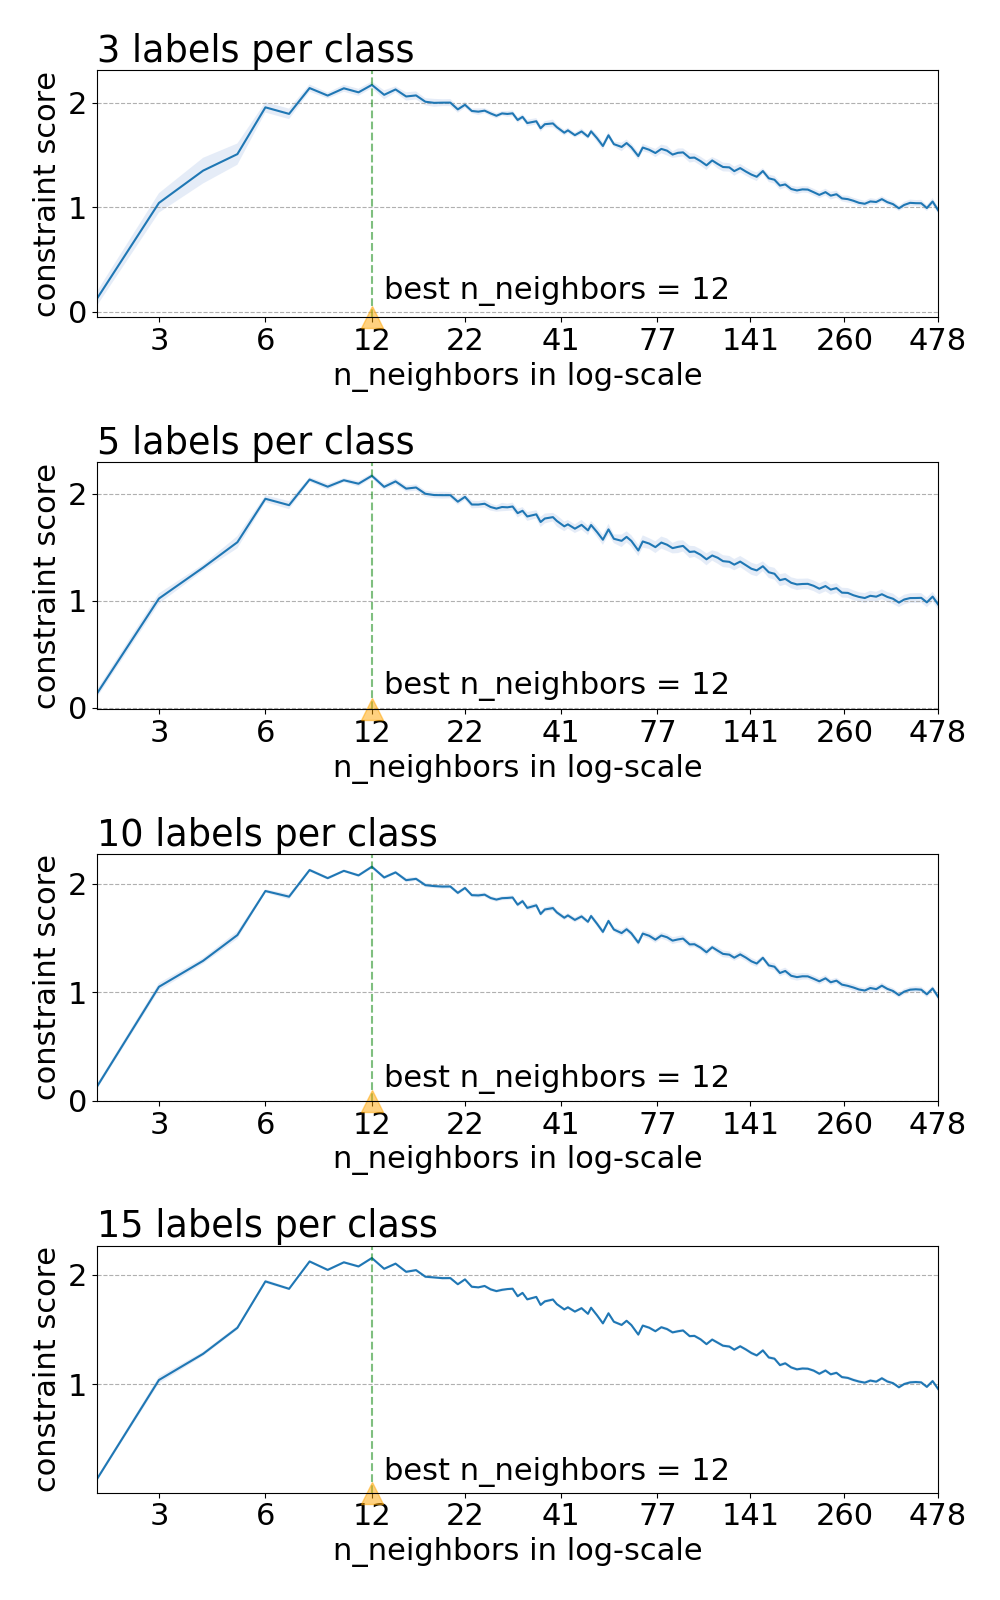 3 labels per class
constraint score
2
1
0
best n_neighbors = 12
3 6 12 22 41 77 141 260 478
n_neighbors in log-scale
5 labels per class
constraint score
2
1
0
best n_neighbors = 12
3 6 12 22 41 77 141 260 478
n_neighbors in log-scale
10 labels per class
constraint score
2
1
0
best n_neighbors = 12
3 6 12 22 41 77 141 260 478
n_neighbors in log-scale
15 labels per class
constraint score
2
1
best n_neighbors = 12
3 6 12 22 41 77 141 260 478
n_neighbors in log-scale